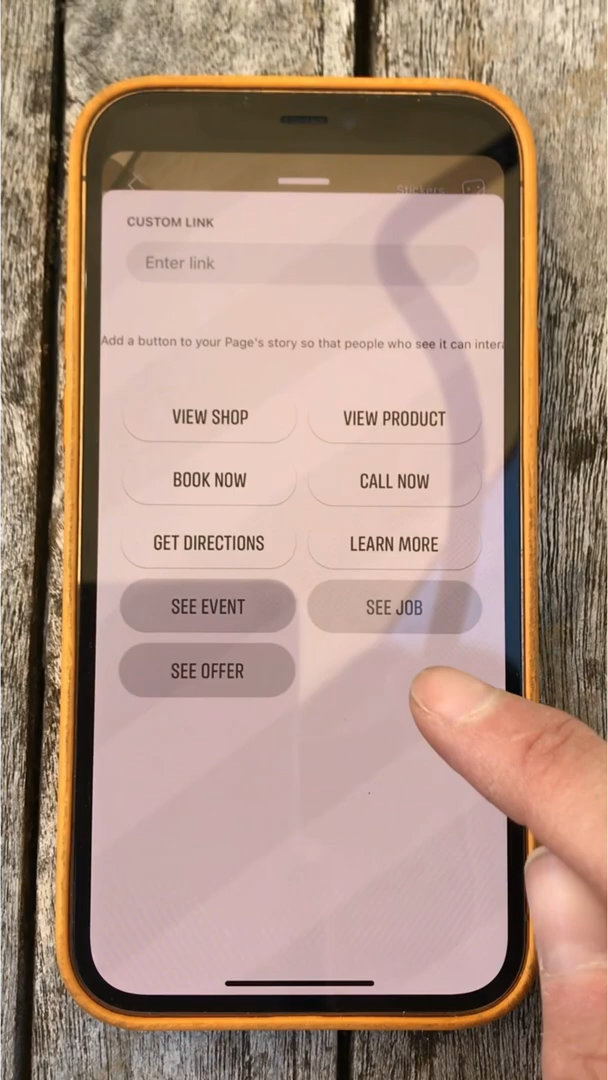 Stickers
CUSTOM LINK
Enter link
Add a button to your Page's story so that people who see it can intera
VIEW SHOP
VIEW PRODUCT
BOOK NOW
CALL NOW
GET DIRECTIONS
LEARN MORE
SEE EVENT
SEE JOB
SEE OFFER